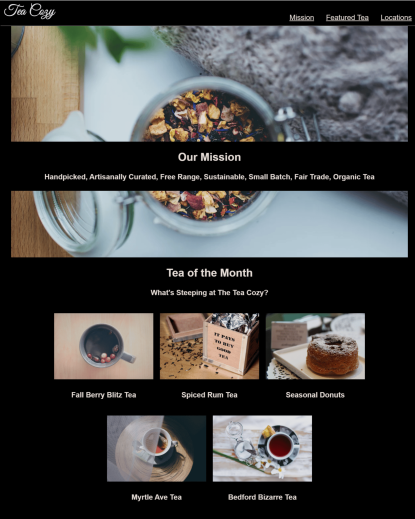 Tea Cozy
Mission Featured Tea Locations
Our Mission
Handpicked, Artisanally Curated, Free Range, Sustainable, Small Batch, Fair Trade, Organic Tea
Tea of the Month
What's Steeping at The Tea Cozy?
IT PAYS
TO BUY
GOOD
TEA
Fall Berry Blitz Tea Spiced Rum Tea Seasonal Donuts
Myrtle Ave Tea Bedford Bizarre Tea